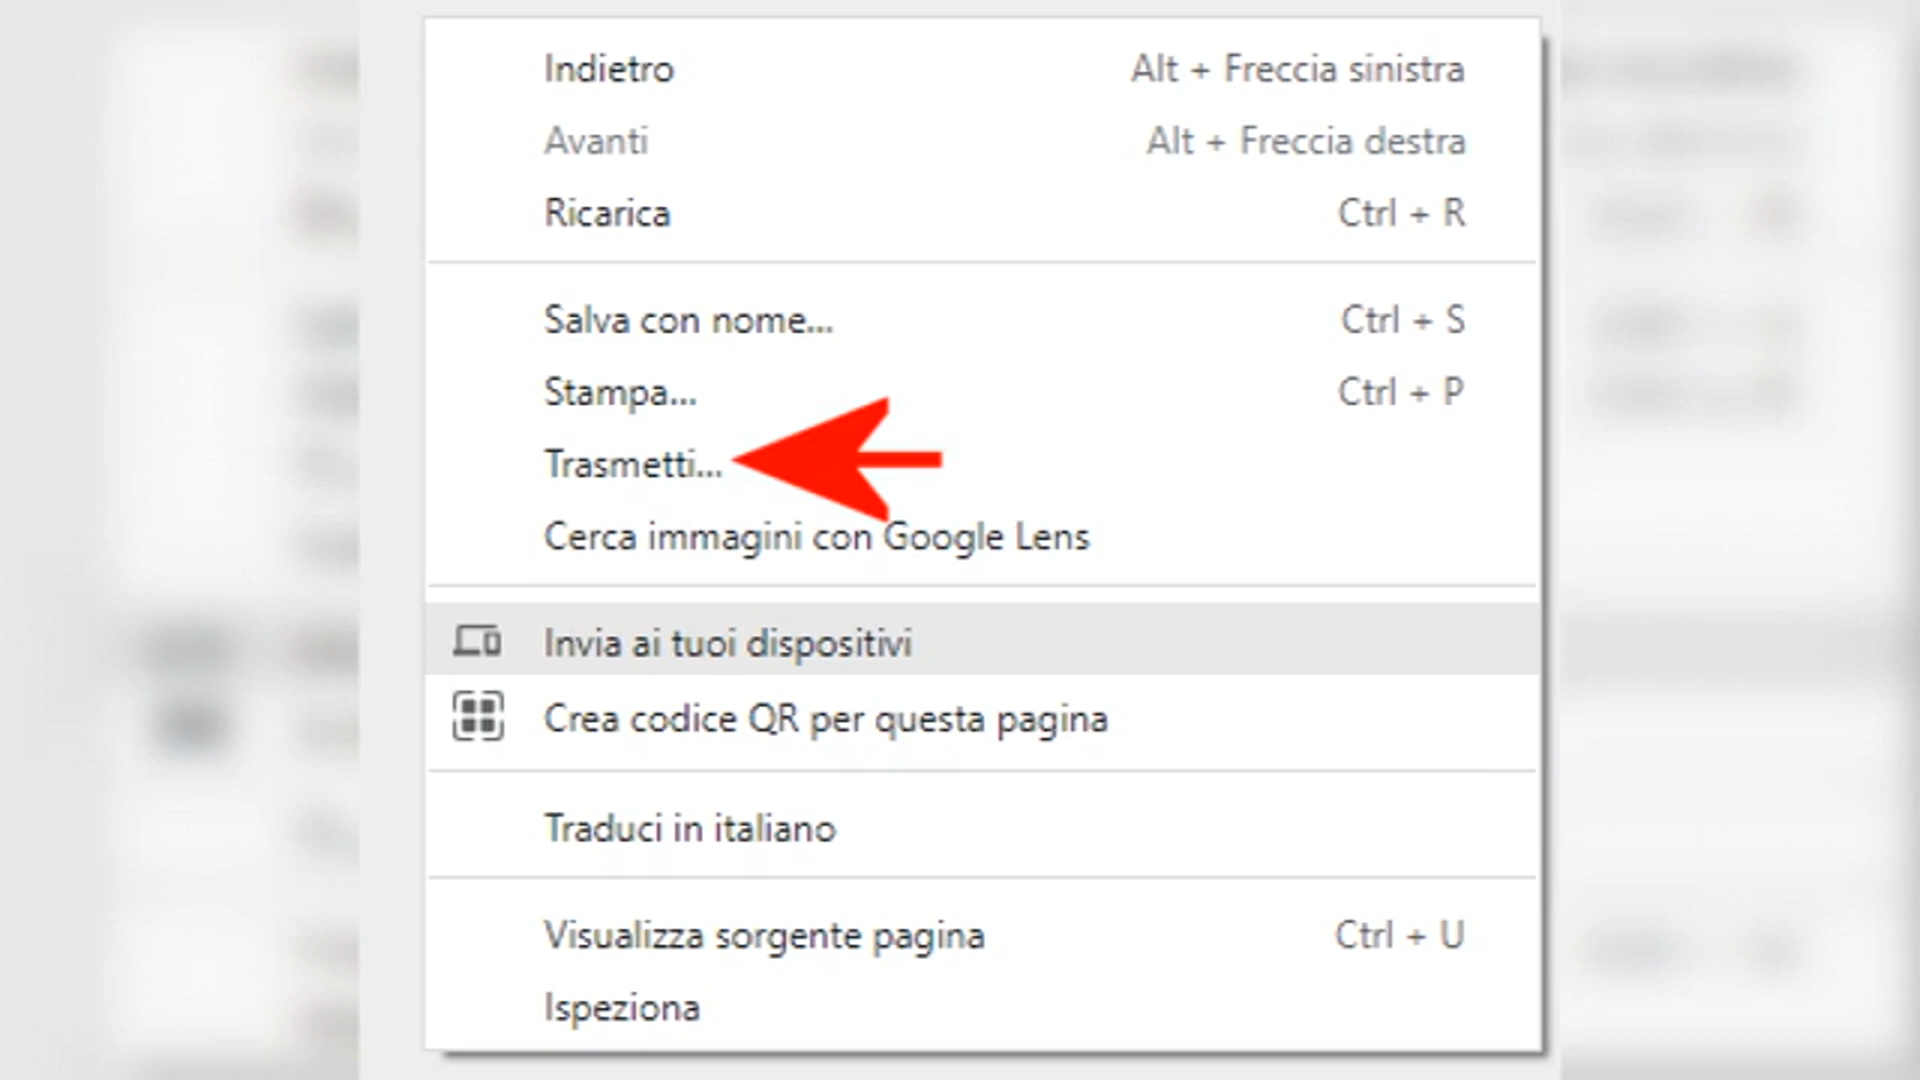 Indietro Alt + Freccia sinistra
Avanti Alt + Freccia destra
Ricarica Ctrl + R
Salva con nome... Ctrl + S
Stampa... Ctrl + P
Trasmetti...
Cerca immagini con Google Lens
Invia ai tuoi dispositivi
Crea codice QR per questa pagina
Traduci in italiano
Visualizza sorgente pagina Ctrl + U
Ispeziona